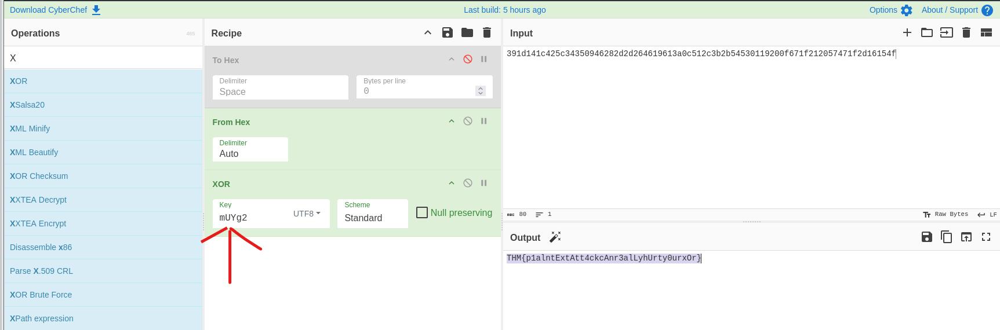 Download CyberChef
Last build: 5 hours ago
Options
About / Support
Operations
465
X
XOR
XSalsa20
XML Minify
XML Beautify
XOR Checksum
XXTEA Decrypt
XXTEA Encrypt
Disassemble x86
Parse X.509 CRL
XOR Brute Force
XPath expression
Recipe
To Hex
Delimiter
Space
Bytes per line
0
From Hex
Delimiter
Auto
XOR
Key
mUYg2
UTF8
Scheme
Standard
Null preserving
Input
391d141c425c34350946282d2d264619613a0c512c3b2b54530119200f671f212057471f2d16154f
80
1
Raw Bytes
LF
Output
THM{p1alntExtAtt4ckcAnr3alLyhUrty0urxOr}